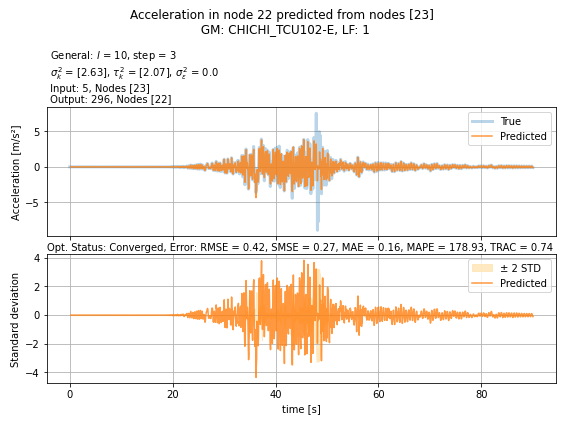 Acceleration in node 22 predicted from nodes [23]
GM: CHICHI_TCU102-E, LF: 1
General: l = 10, step = 3
σ²ₖ = [2.63], τ²ₖ = [2.07], σ²ε = 0.0
Input: 5, Nodes [23]
Output: 296, Nodes [22]
Acceleration [m/s²]
5
0
−5
True
Predicted
Opt. Status: Converged, Error: RMSE = 0.42, SMSE = 0.27, MAE = 0.16, MAPE = 178.93, TRAC = 0.74
Standard deviation
4
2
0
−2
−4
± 2 STD
Predicted
0 20 40 60 80
time [s]